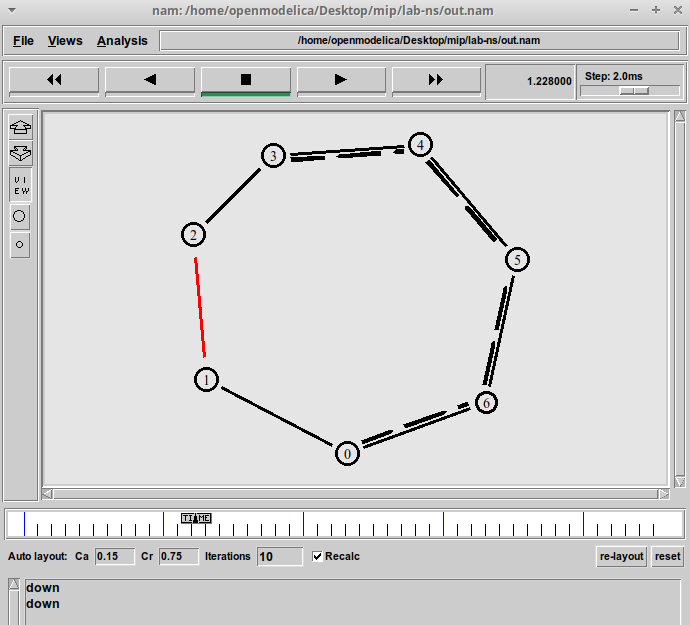 nam: /home/openmodelica/Desktop/mip/lab-ns/out.nam
File Views Analysis /home/openmodelica/Desktop/mip/lab-ns/out.nam
1.228000 Step: 2.0ms
VI
EW
3
4
2
5
1
6
0
TIME
Auto layout: Ca 0.15 Cr 0.75 Iterations 10 Recalc re-layout reset
down
down